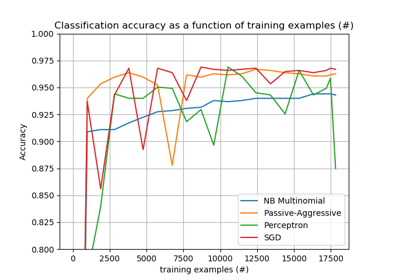 Classification accuracy as a function of training examples (#)
1.000
0.975
0.950
0.925
0.900
0.875
0.850
0.825
0.800
Accuracy
0
2500
5000
7500
10000
12500
15000
17500
training examples (#)
NB Multinomial
Passive-Aggressive
Perceptron
SGD